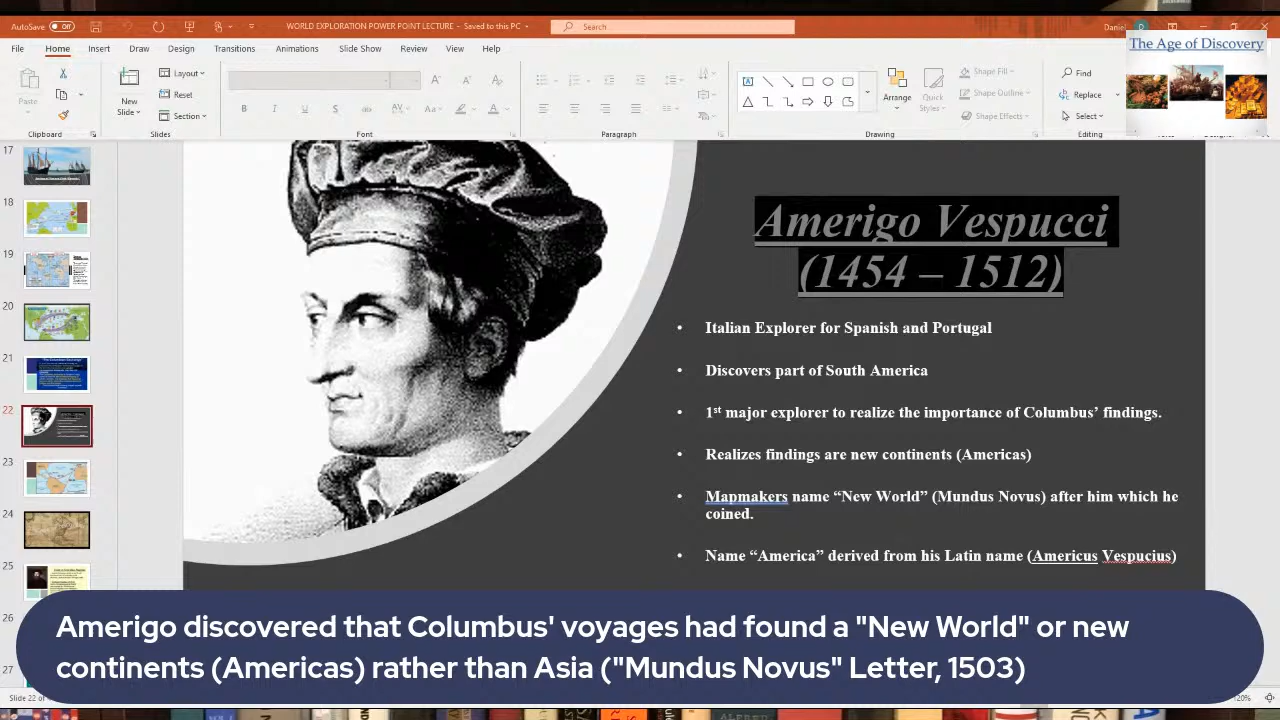 AutoSave Off
WORLD EXPLORATION POWER POINT LECTURE - Saved to this PC
Search
Daniel D
File Home Insert Draw Design Transitions Animations Slide Show Review View Help
The Age of Discovery
Paste
New
Slide
Layout
Reset
Section
Arrange
Quick
Styles
Shape Fill
Shape Outline
Shape Effects
Find
Replace
Select
Clipboard Slides Font Paragraph Drawing Editing
17
18
19
20
21
22
23
24
25
26
27
Amerigo Vespucci
(1454 – 1512)
• Italian Explorer for Spanish and Portugal
• Discovers part of South America
• 1st major explorer to realize the importance of Columbus’ findings.
• Realizes findings are new continents (Americas)
• Mapmakers name “New World” (Mundus Novus) after him which he
coined.
• Name “America” derived from his Latin name (Americus Vespucius)
Amerigo discovered that Columbus' voyages had found a "New World" or new
continents (Americas) rather than Asia ("Mundus Novus" Letter, 1503)
Slide 22 of
120%